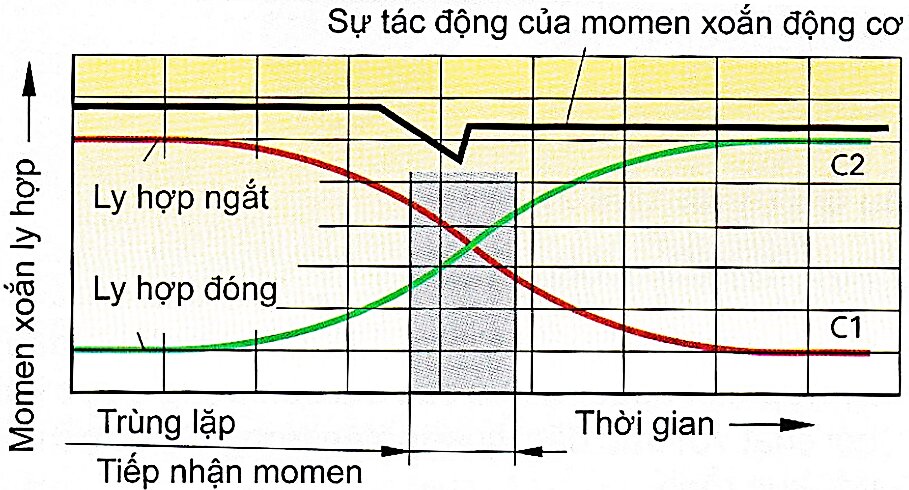 Sự tác động của momen xoắn động cơ
Momen xoắn ly hợp
Ly hợp ngắt
C2
Ly hợp đóng
C1
Trùng lặp
Thời gian
Tiếp nhận momen